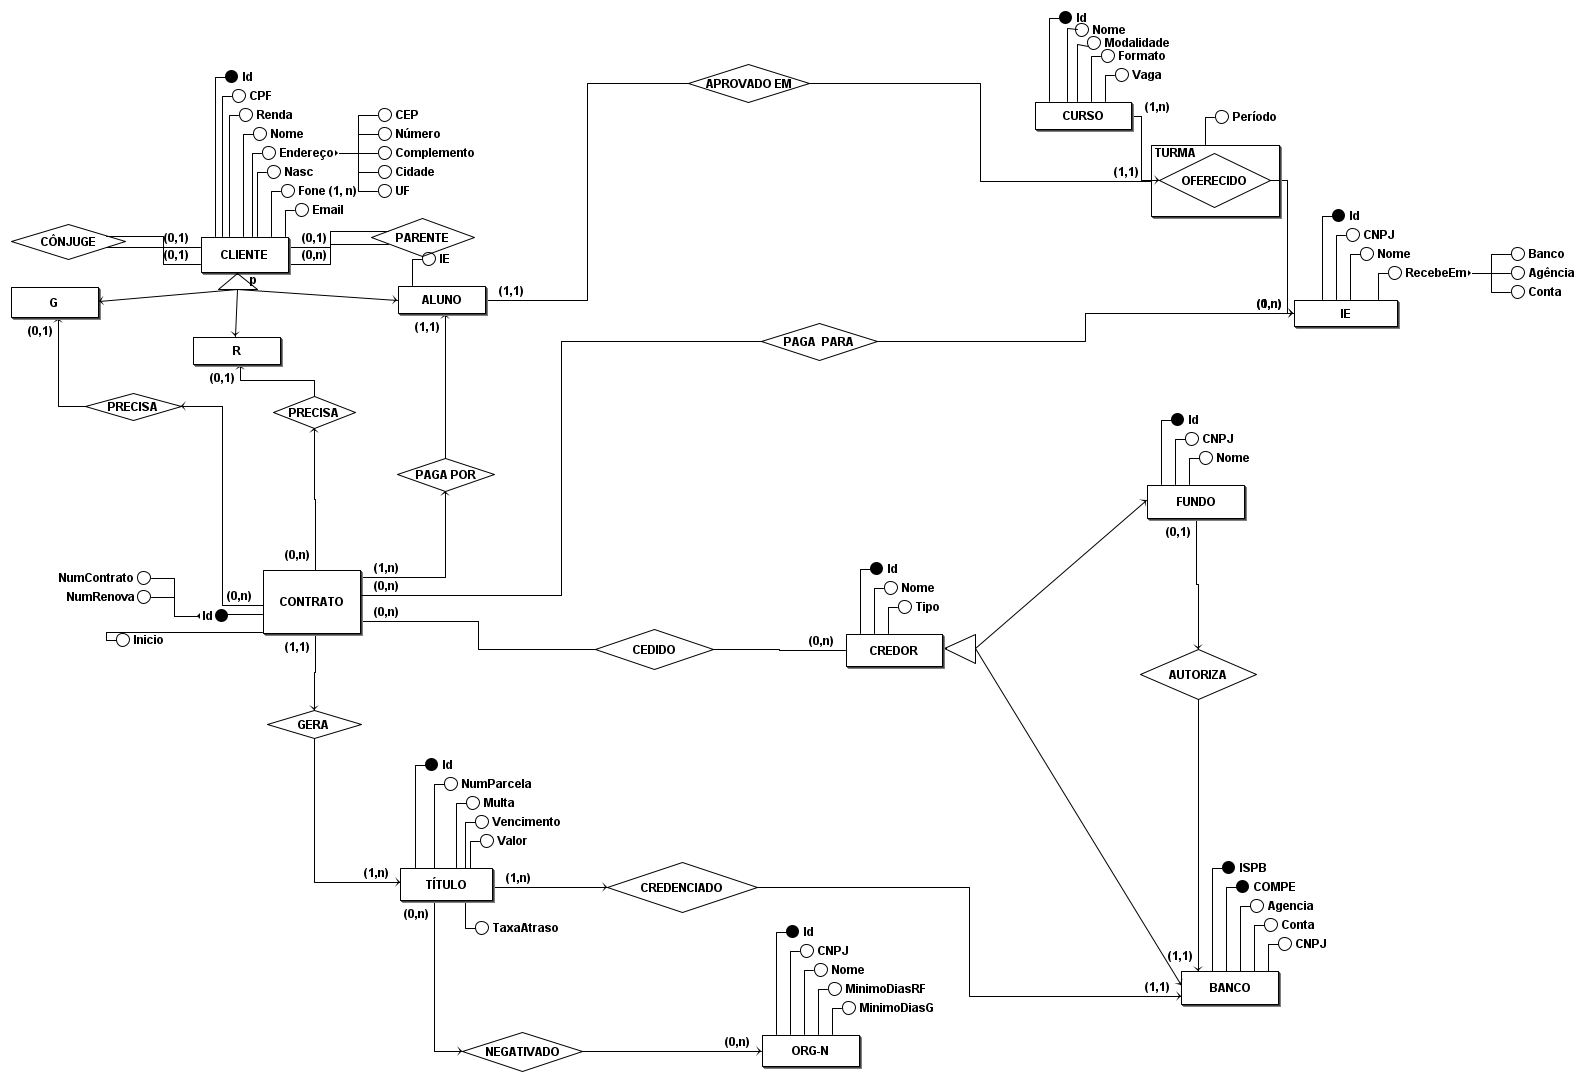 Id
Nome
Modalidade
Formato
Vaga
CURSO
(1,n)
APROVADO EM
Id
CPF
Renda
Nome
Endereço
Nasc
Fone (1, n)
Email
CEP
Número
Complemento
Cidade
UF
Período
TURMA
OFERECIDO
(1,1)
CÔNJUGE
(0,1)
(0,1)
CLIENTE
(0,1)
(0,n)
PARENTE
p
IE
Id
CNPJ
Nome
RecebeEm
Banco
Agência
Conta
G
(0,1)
ALUNO
(1,1)
(1,1)
IE
R
(0,1)
PAGA PARA
PRECISA
PRECISA
PAGA POR
Id
CNPJ
Nome
FUNDO
(0,1)
(0,n)
NumContrato
NumRenova
Id
Inicio
(0,n)
CONTRATO
(1,n)
(0,n)
(0,n)
(1,1)
CEDIDO
Id
Nome
Tipo
(0,n)
CREDOR
AUTORIZA
GERA
Id
NumParcela
Multa
Vencimento
Valor
(1,n)
TÍTULO
(1,n)
(0,n)
TaxaAtraso
CREDENCIADO
ISPB
COMPE
Agencia
Conta
CNPJ
(1,1)
(1,1)
BANCO
Id
CNPJ
Nome
MinimoDiasRF
MinimoDiasG
NEGATIVADO
(0,n)
ORG-N